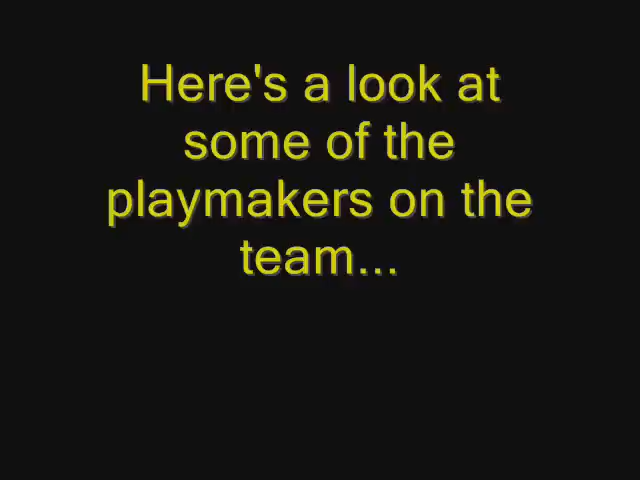 Here's a look at
some of the
playmakers on the
team...